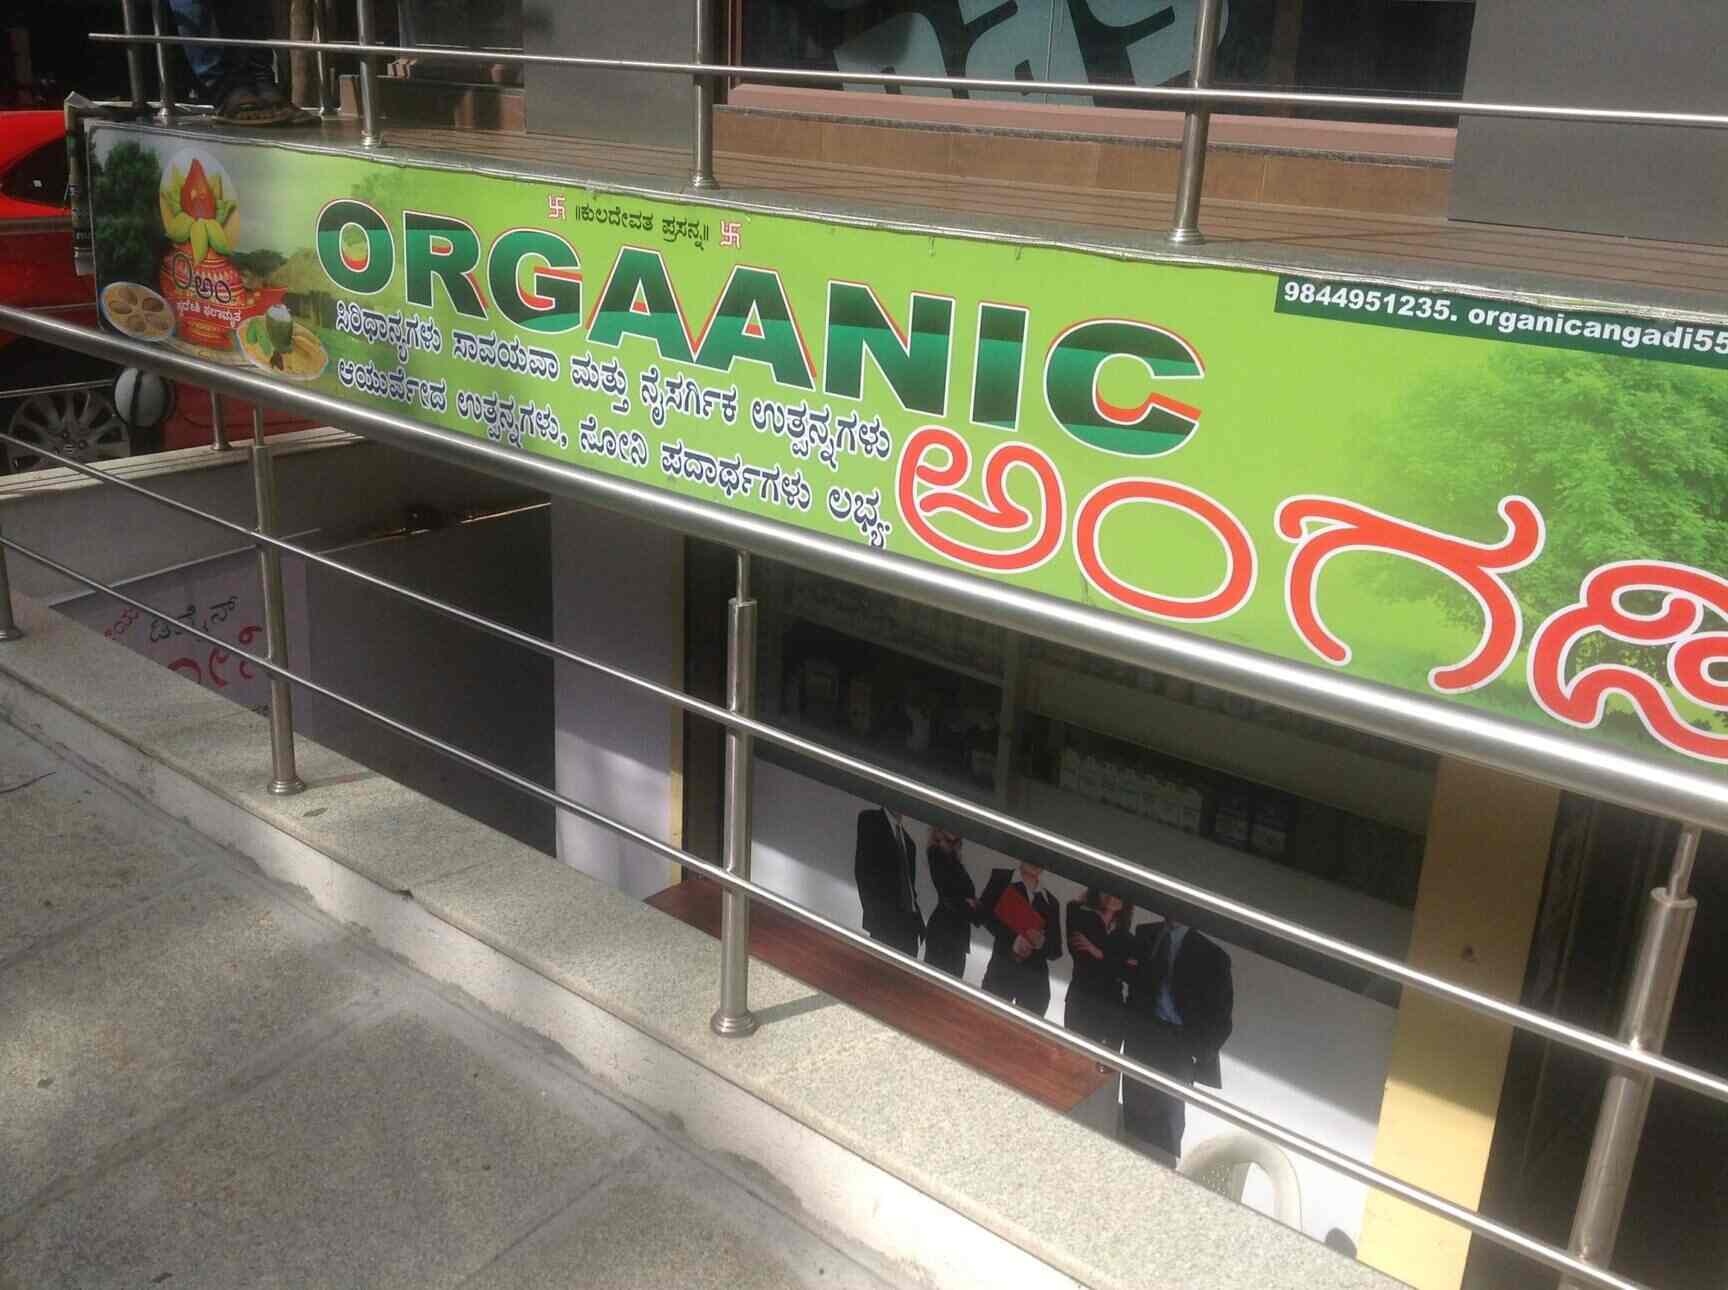 ॥ಕುಲದೇವತ ಪ್ರಸನ್ನ॥
ORGAANIC
9844951235. organicangadi55
ಸಿರಿಧಾನ್ಯಗಳು ಸಾವಯವಾ ಮತ್ತು ನೈಸರ್ಗಿಕ ಉತ್ಪನ್ನಗಳು
ಆಯುರ್ವೇದ ಉತ್ಪನ್ನಗಳು, ನೋನಿ ಪದಾರ್ಥಗಳು ಲಭ್ಯ
ಅಂಗಡಿ